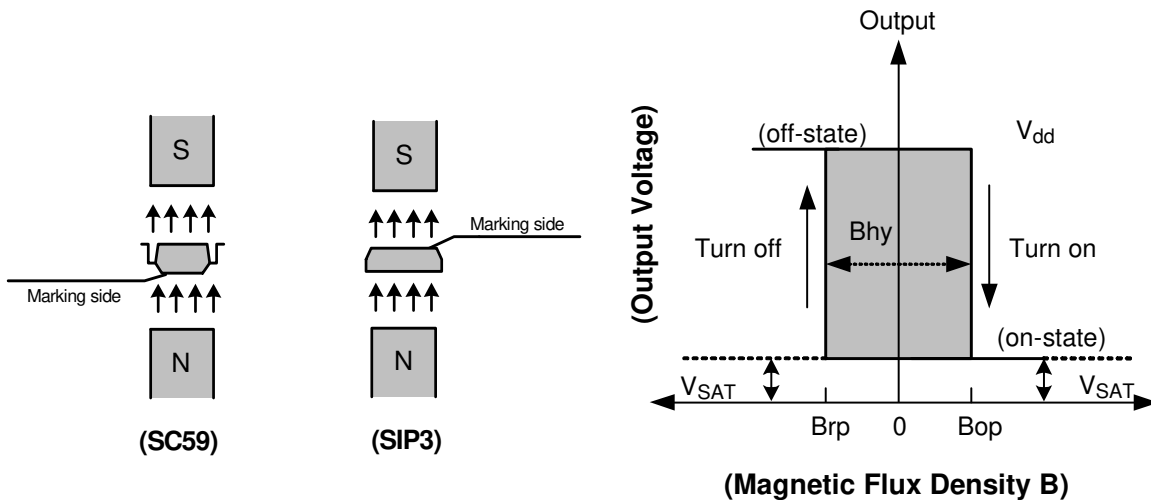 S
Marking side
N
(SC59)
S
Marking side
N
(SIP3)
Output
(Output Voltage)
(off-state)
Vdd
Turn off
Bhy
Turn on
(on-state)
VSAT
VSAT
Brp 0 Bop
(Magnetic Flux Density B)